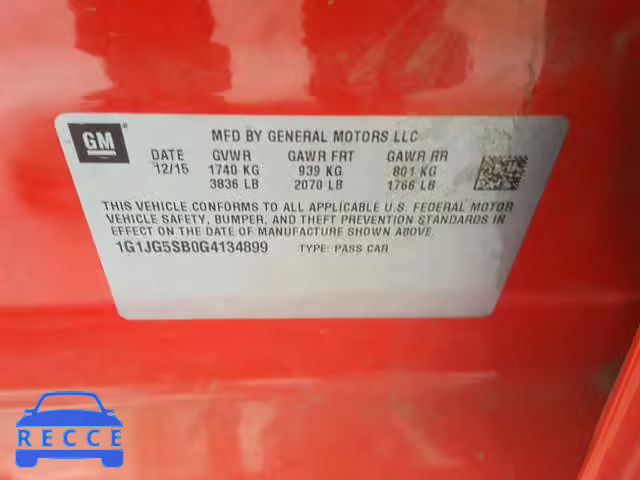 GM
MFD BY GENERAL MOTORS LLC
DATE GVWR GAWR FRT GAWR RR
12/15 1740 KG 939 KG 801 KG
3836 LB 2070 LB 1766 LB
THIS VEHICLE CONFORMS TO ALL APPLICABLE U.S. FEDERAL MOTOR
VEHICLE SAFETY, BUMPER, AND THEFT PREVENTION STANDARDS IN
EFFECT ON THE DATE OF MANUFACTURE SHOWN ABOVE.
1G1JG5SB0G4134899 TYPE: PASS CAR
RECCE